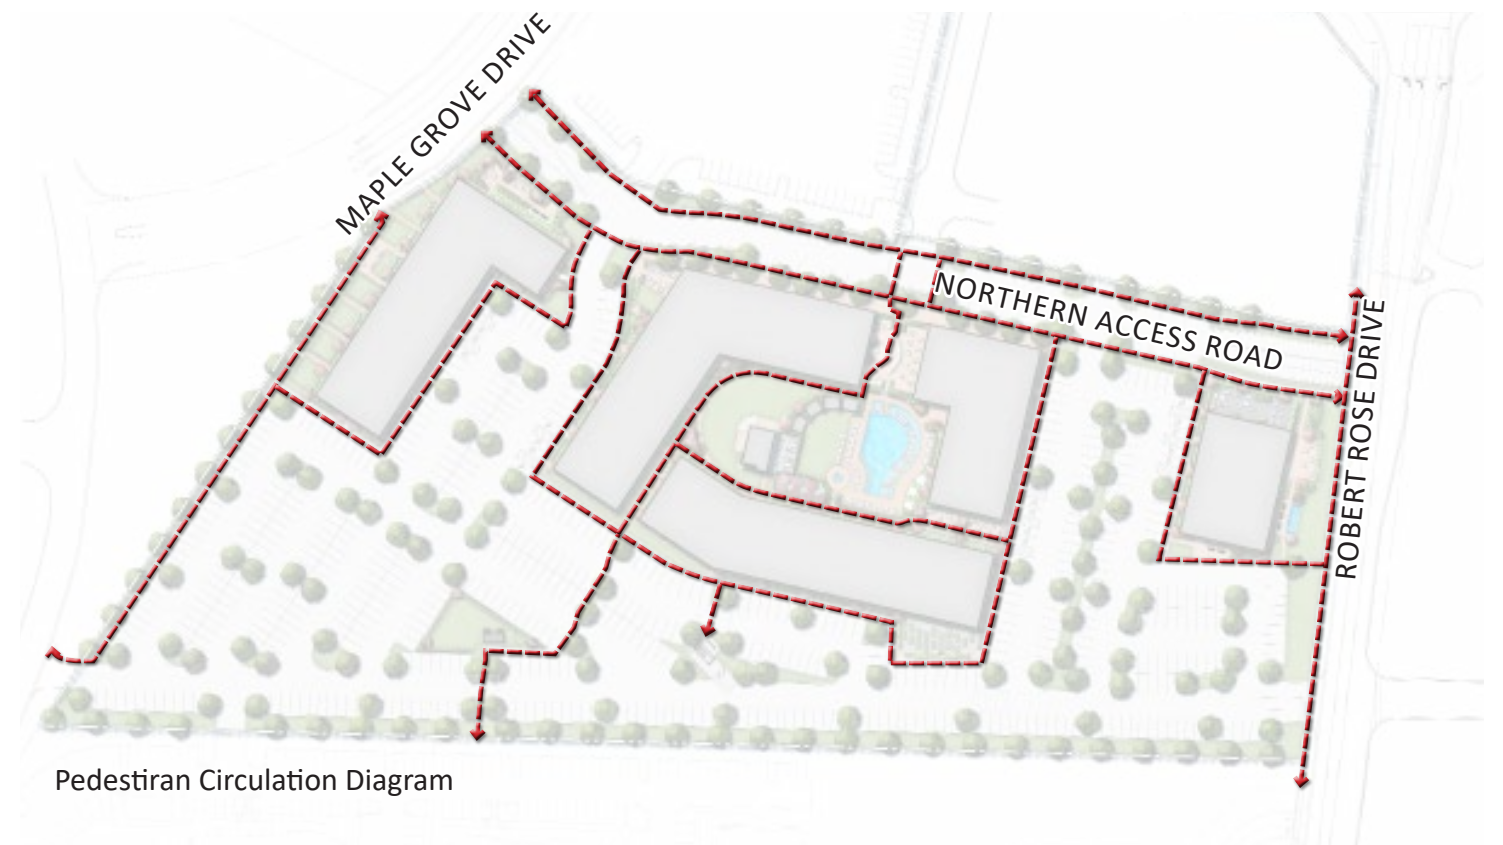 MAPLE GROVE DRIVE
NORTHERN ACCESS ROAD
ROBERT ROSE DRIVE
Pedestiran Circulation Diagram